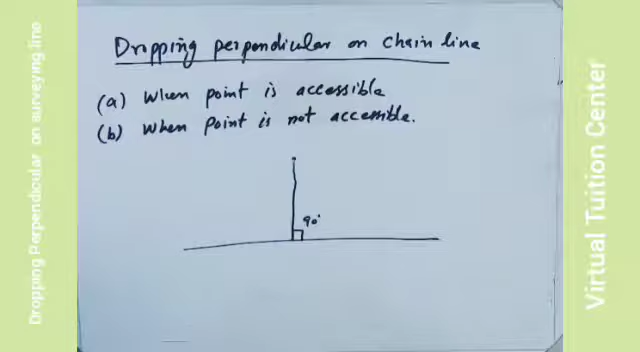 Dropping Perpendicular on surveying line
Dropping perpendicular on chain line
(a) When point is accessible
(b) When point is not accessible.
90°
Virtual Tuition Center